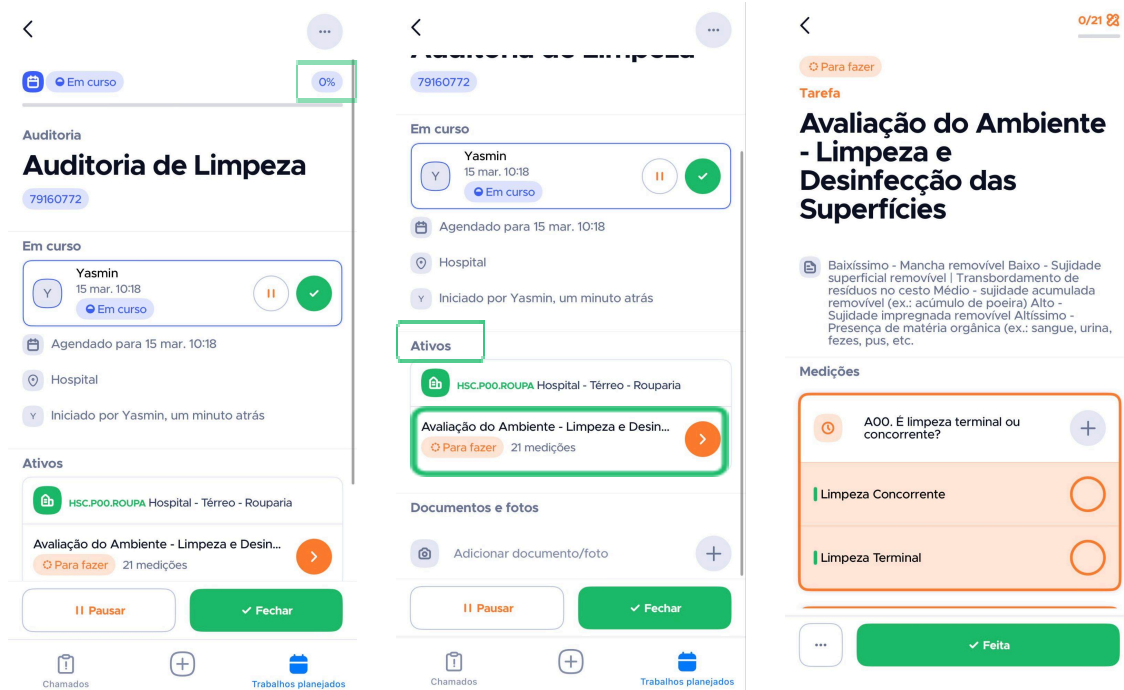 Em curso
0%
Auditoria
Auditoria de Limpeza
79160772
Em curso
Y
Yasmin
15 mar. 10:18
Em curso
Agendado para 15 mar. 10:18
Hospital
Y
Iniciado por Yasmin, um minuto atrás
Ativos
HSC.P00.ROUPA Hospital - Térreo - Rouparia
Avaliação do Ambiente - Limpeza e Desin...
Para fazer
21 medições
Pausar
Fechar
Chamados
Trabalhos planejados
Auditoria de Limpeza
79160772
Em curso
Y
Yasmin
15 mar. 10:18
Em curso
Agendado para 15 mar. 10:18
Hospital
Y
Iniciado por Yasmin, um minuto atrás
Ativos
HSC.P00.ROUPA Hospital - Térreo - Rouparia
Avaliação do Ambiente - Limpeza e Desin...
Para fazer
21 medições
Documentos e fotos
Adicionar documento/foto
Pausar
Fechar
Chamados
Trabalhos planejados
0/21
Para fazer
Tarefa
Avaliação do Ambiente
- Limpeza e
Desinfecção das
Superfícies
Baixíssimo - Mancha removível Baixo - Sujidade
superficial removível | Transbordamento de
resíduos no cesto Médio - sujidade acumulada
removível (ex.: acúmulo de poeira) Alto -
Sujidade impregnada removível Altíssimo -
Presença de matéria orgânica (ex.: sangue, urina,
fezes, pus, etc.
Medições
A00. É limpeza terminal ou
concorrente?
Limpeza Concorrente
Limpeza Terminal
Feita